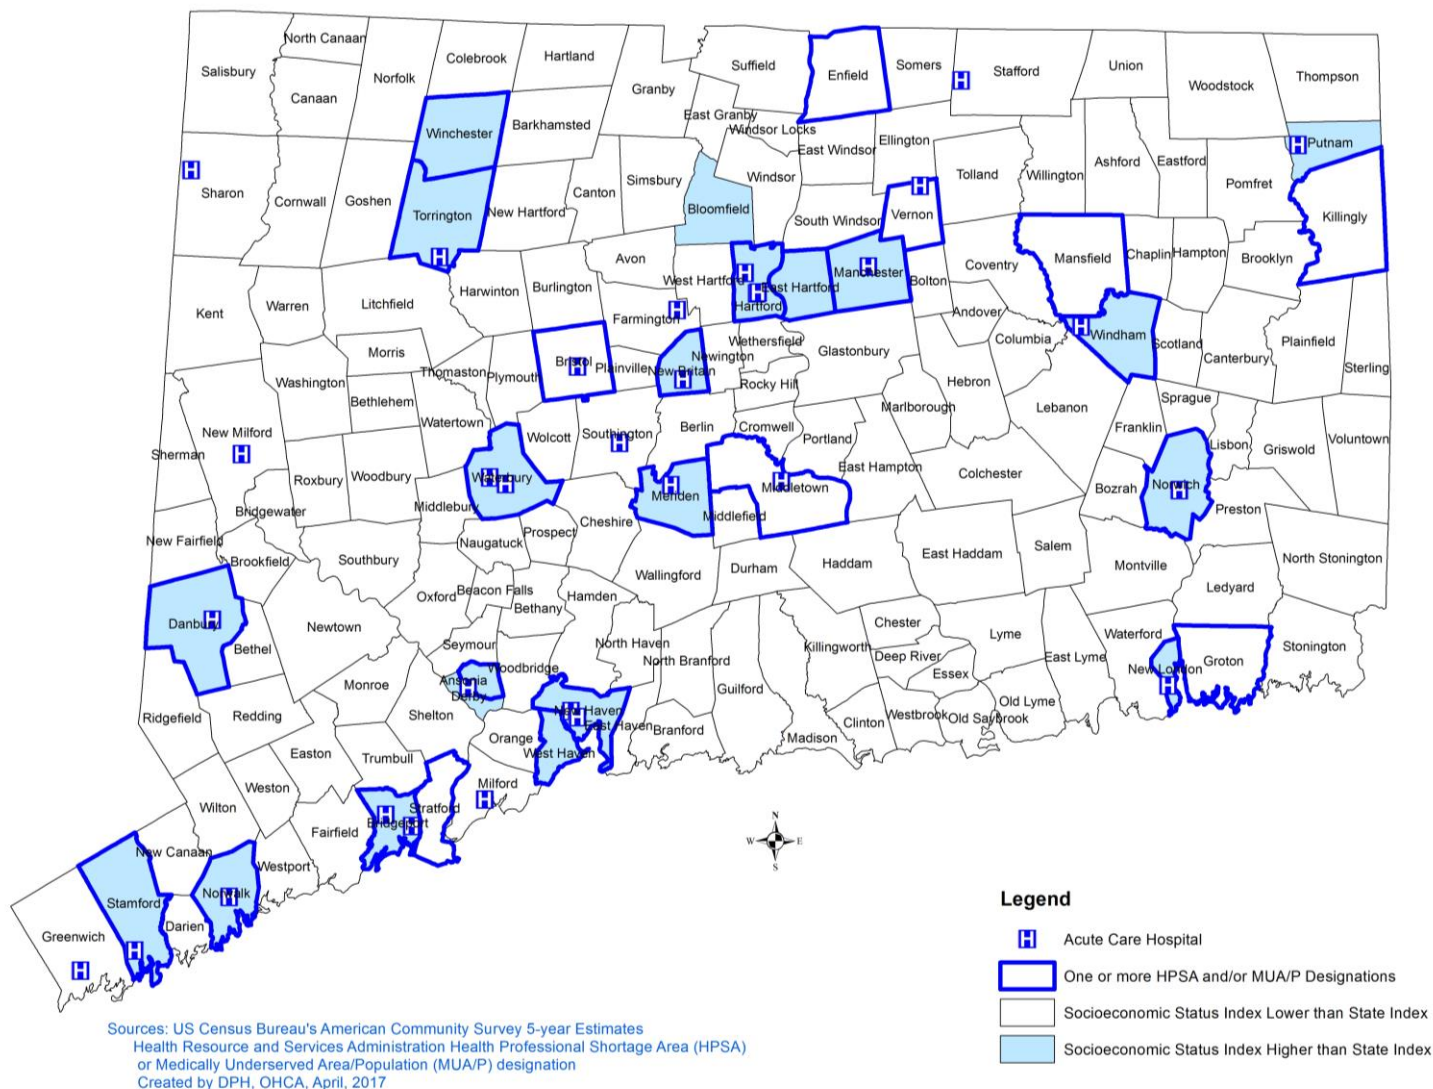 North Canaan
Salisbury
Canaan
Norfolk
Colebrook
Hartland
Suffield
Enfield
Somers
H
Stafford
Union
Woodstock
Thompson
Granby
East Granby
Windsor Locks
Winchester
Barkhamsted
East Windsor
Ellington
H
Putnam
H
Sharon
Cornwall
Goshen
Torrington
New Hartford
Canton
Simsbury
Bloomfield
Windsor
South Windsor
H
Vernon
Tolland
Willington
Ashford
Eastford
Pomfret
Killingly
H
Avon
West Hartford
H
H
Hartford
East Hartford
H
Manchester
Bolton
Coventry
Mansfield
Chaplin
Hampton
Brooklyn
Kent
Warren
Litchfield
Harwinton
Burlington
Farmington
H
Andover
Columbia
H
Windham
Scotland
Canterbury
Plainfield
Sterling
Morris
Thomaston
Plymouth
Bristol
H
Plainville
New Britain
H
Newington
Wethersfield
Rocky Hill
Glastonbury
Hebron
Marlborough
Lebanon
Sprague
Washington
Bethlehem
Watertown
Wolcott
Southington
H
Berlin
Cromwell
Portland
East Hampton
Colchester
Franklin
Lisbon
Griswold
Voluntown
New Milford
H
Sherman
Roxbury
Woodbury
Waterbury
H
H
Meriden
H
Middletown
H
Middlefield
Bozrah
Norwich
H
Preston
Bridgewater
Middlebury
Cheshire
Prospect
Naugatuck
New Fairfield
Brookfield
Southbury
Oxford
Beacon Falls
Bethany
Hamden
Wallingford
Durham
Haddam
East Haddam
Salem
Montville
Ledyard
North Stonington
Danbury
H
Bethel
Newtown
Seymour
Woodbridge
North Haven
North Branford
Killingworth
Chester
Deep River
Essex
Lyme
East Lyme
Waterford
New London
H
Groton
Stonington
Ansonia
H
Derby
Monroe
Shelton
Orange
New Haven
H
H
East Haven
West Haven
Branford
Guilford
Madison
Clinton
Westbrook
Old Saybrook
Old Lyme
Ridgefield
Redding
Easton
Trumbull
Weston
Wilton
Fairfield
Bridgeport
H
H
Stratford
Milford
H
New Canaan
Westport
Norwalk
H
Darien
Stamford
H
Greenwich
H
N
W
E
S
Legend
H Acute Care Hospital
One or more HPSA and/or MUA/P Designations
Socioeconomic Status Index Lower than State Index
Socioeconomic Status Index Higher than State Index
Sources: US Census Bureau's American Community Survey 5-year Estimates
Health Resource and Services Administration Health Professional Shortage Area (HPSA)
or Medically Underserved Area/Population (MUA/P) designation
Created by DPH, OHCA, April, 2017